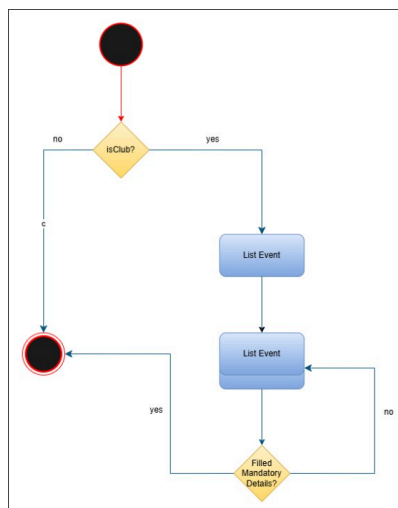 no
yes
isClub?
c
List Event
List Event
yes
no
Filled
Mandatory
Details?